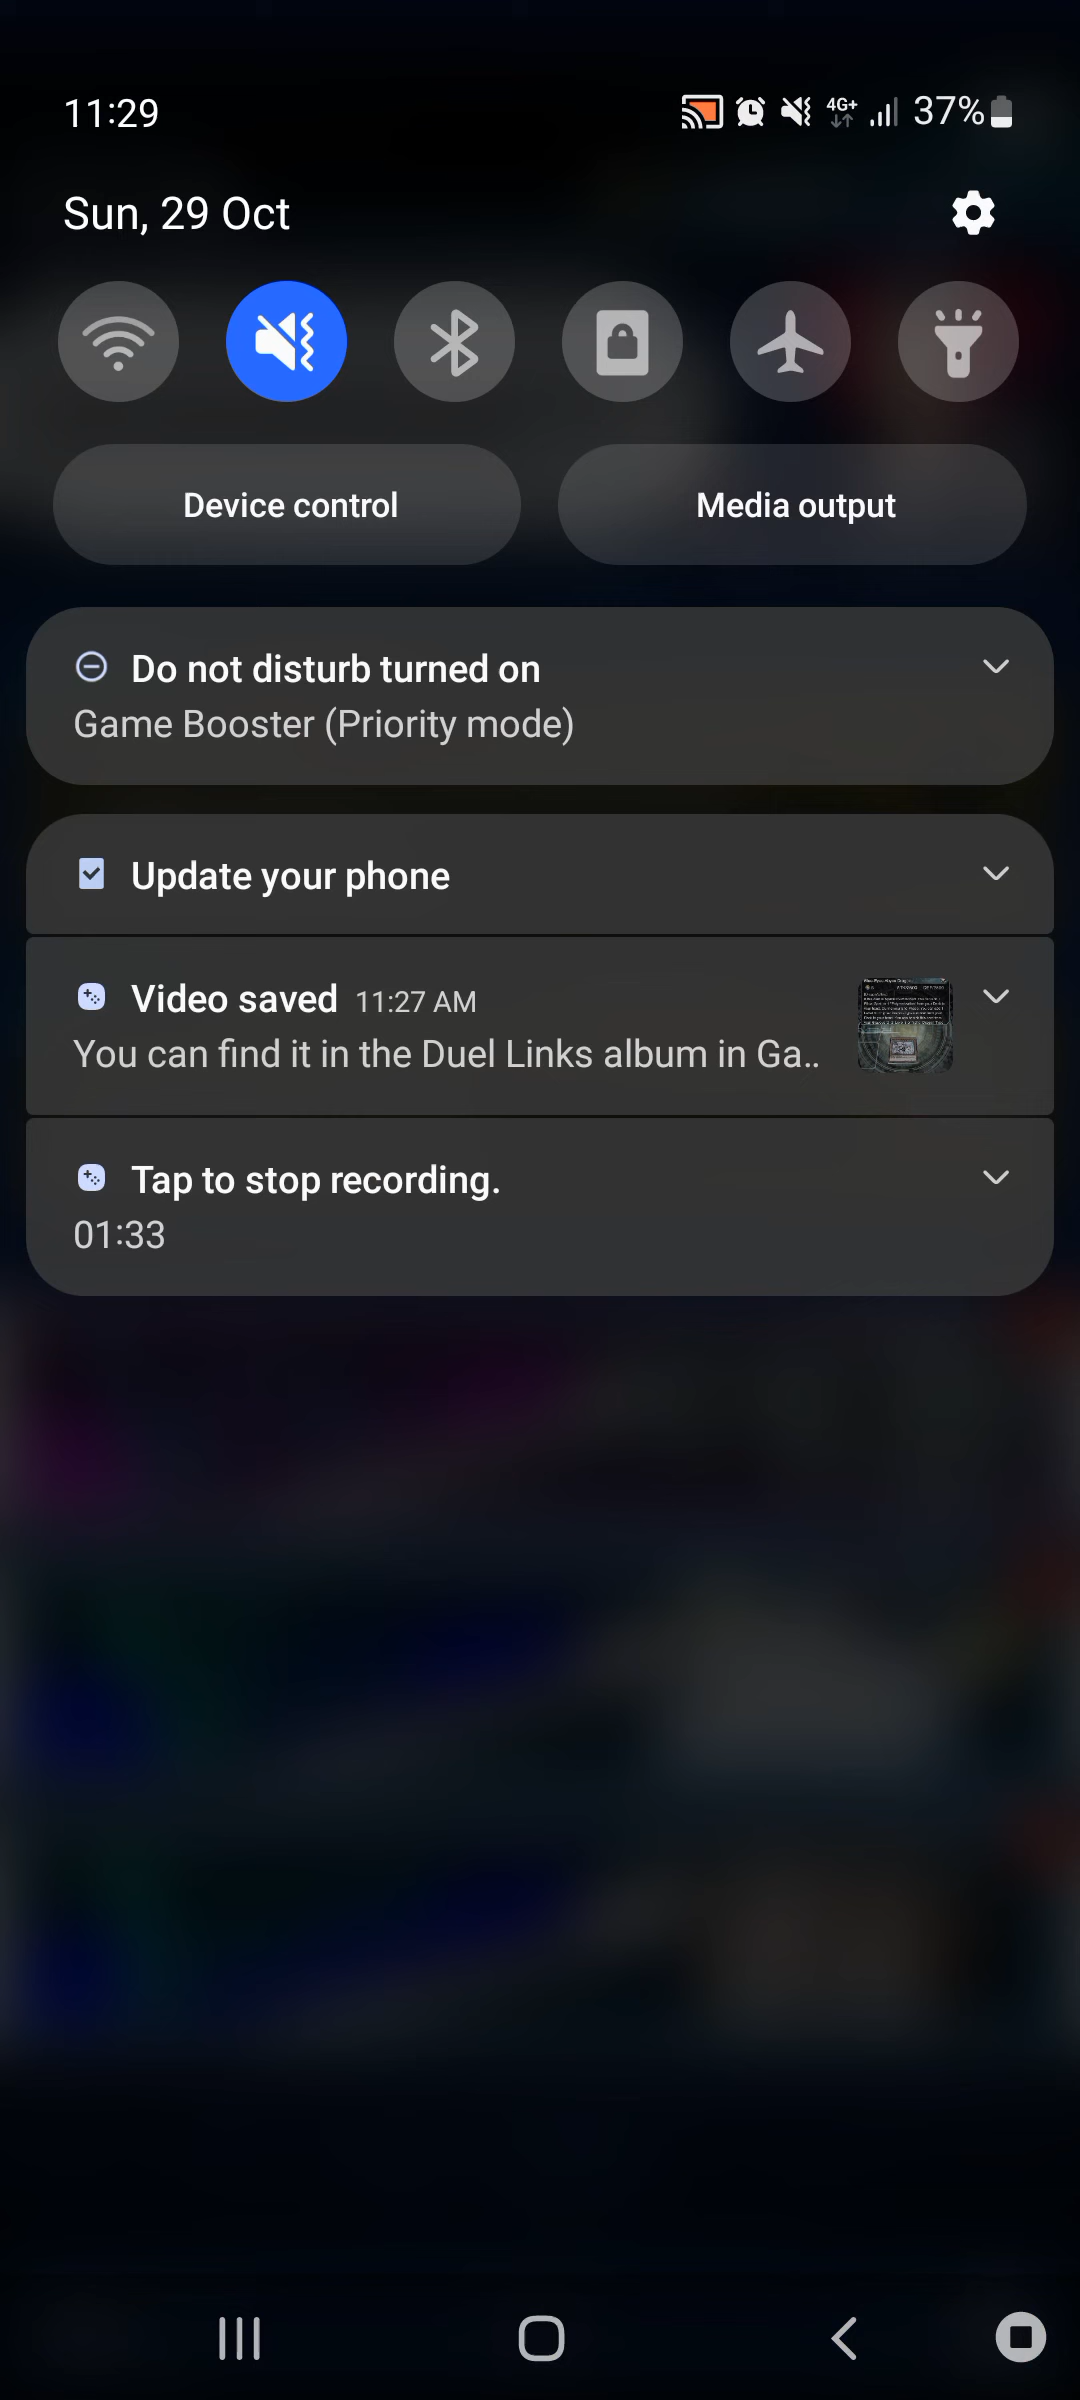 11:29
4G+
37%
Sun, 29 Oct
Device control
Media output
Do not disturb turned on
Game Booster (Priority mode)
Update your phone
Video saved 11:27 AM
You can find it in the Duel Links album in Ga..
Tap to stop recording.
01:33